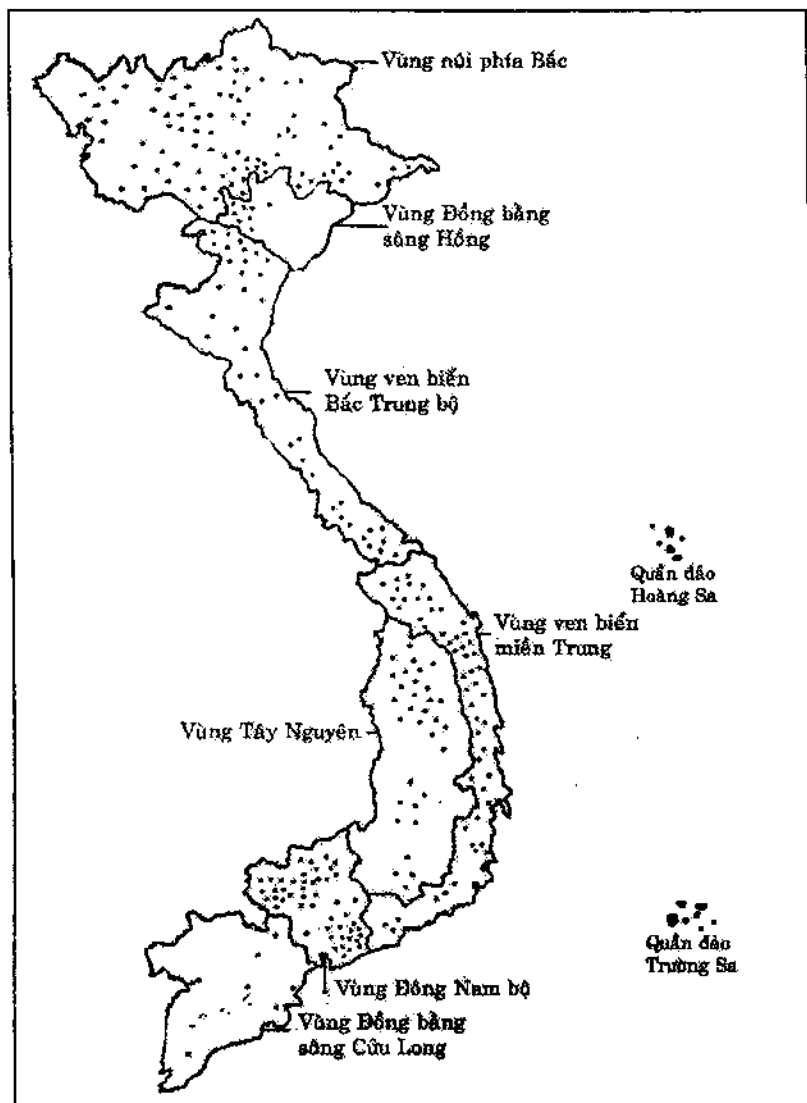 Vùng núi phía Bắc
Vùng Đồng bằng
sông Hồng
Vùng ven biển
Bắc Trung bộ
Quần đảo
Hoàng Sa
Vùng ven biển
miền Trung
Vùng Tây Nguyên
Quần đảo
Trường Sa
Vùng Đông Nam bộ
Vùng Đồng bằng
sông Cửu Long